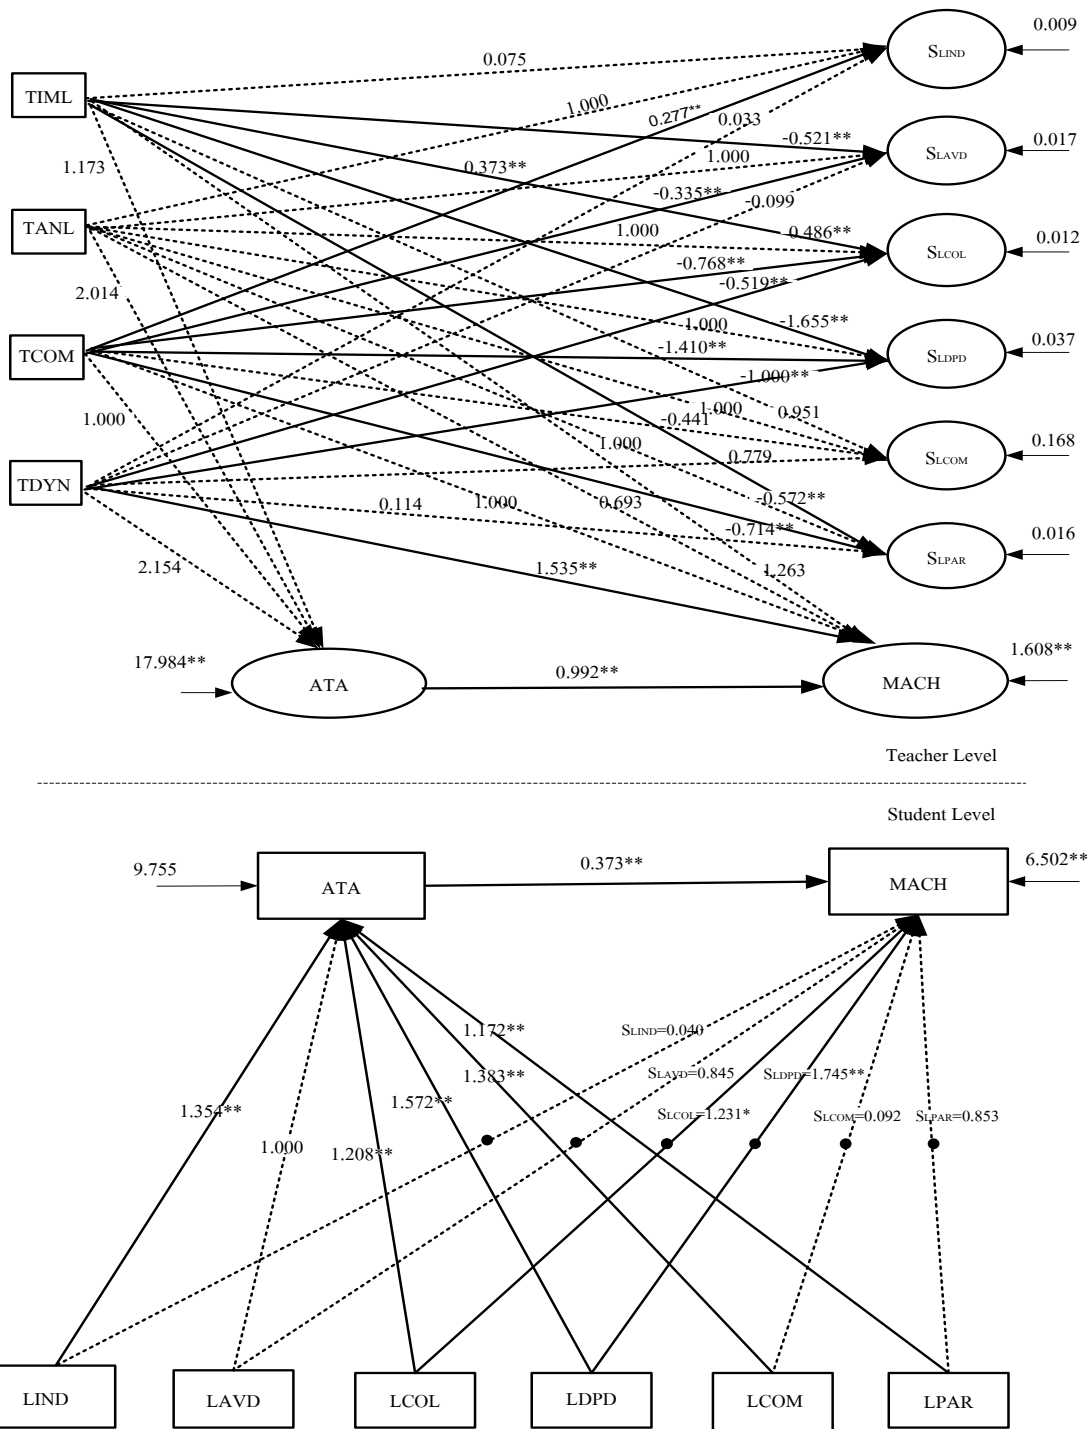 0.009
SLIND
TIML
0.075
1.000
0.277**
0.033
-0.521**
0.017
SLAVD
1.173
0.373**
1.000
-0.335**
-0.099
TANL
1.000
0.486**
0.012
SLCOL
-0.768**
-0.519**
2.014
TCOM
-1.000
-1.655**
0.037
SLDPD
-1.410**
-1.000**
1.000
-0.441
1.000
0.951
1.000
0.168
SLCOM
0.779
TDYN
0.114
1.000
0.693
-0.572**
-0.714**
0.016
SLPAR
2.154
1.535**
1.263
17.984**
ATA
0.992**
MACH
1.608**
Teacher Level
Student Level
9.755
ATA
0.373**
MACH
6.502**
1.172**
SLIND=0.040
1.383**
SLAVD=0.845
SLDPD=1.745**
1.354**
1.572**
SLCOL=1.231*
SLCOM=0.092
SLPAR=0.853
1.000
1.208**
LIND
LAVD
LCOL
LDPD
LCOM
LPAR